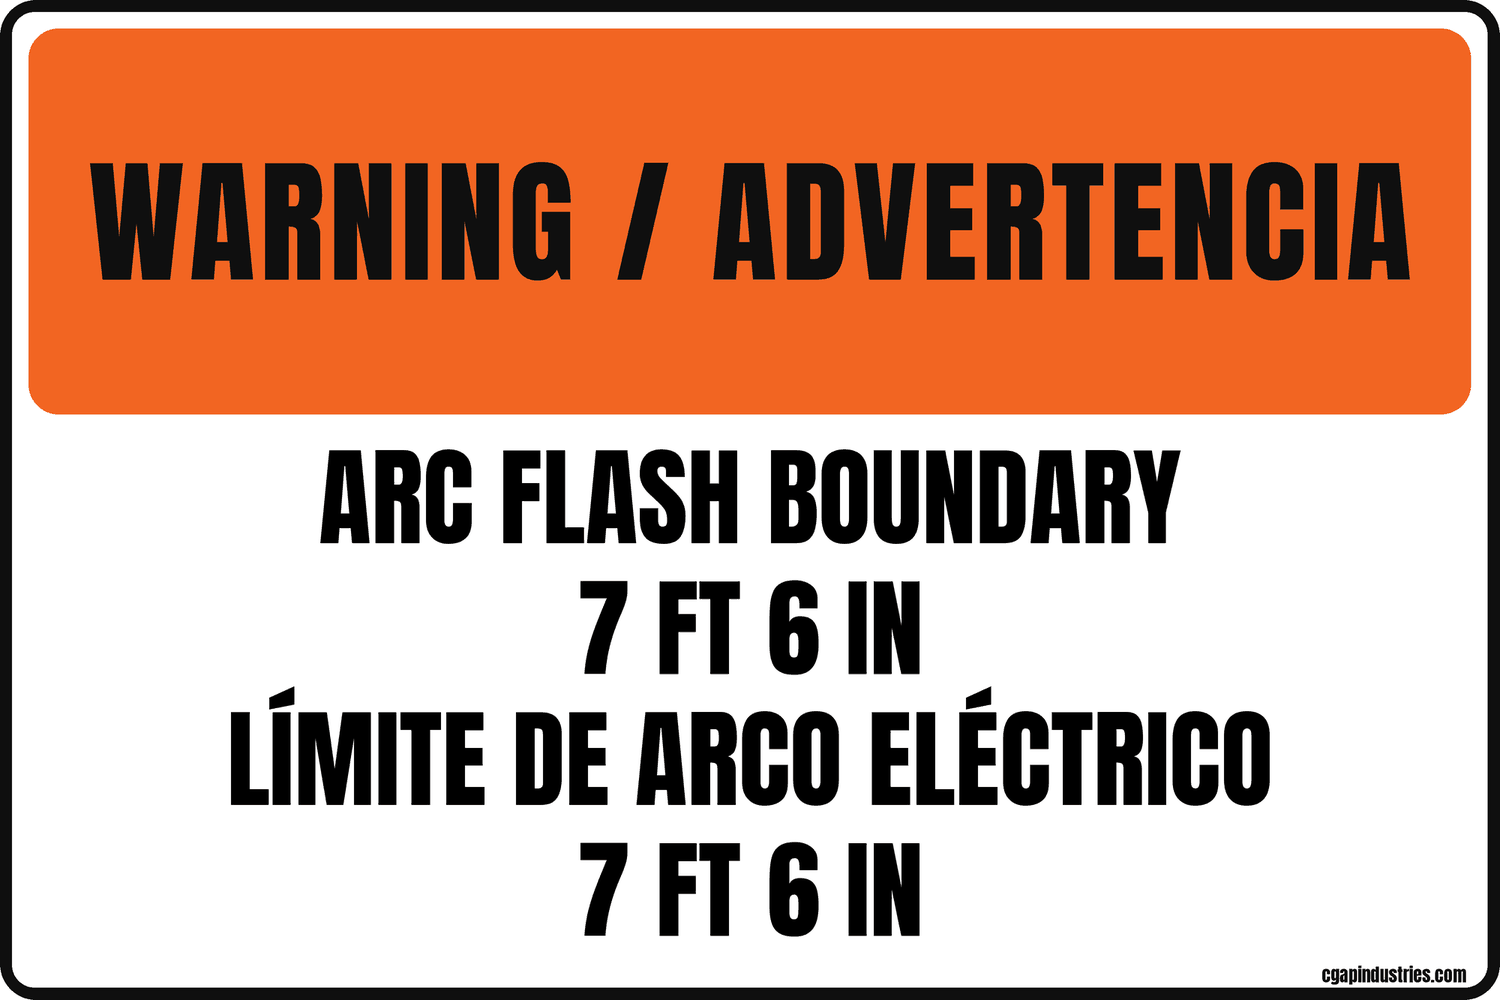 WARNING / ADVERTENCIA
ARC FLASH BOUNDARY
7 FT 6 IN
LÍMITE DE ARCO ELÉCTRICO
7 FT 6 IN
cgapindustries.com